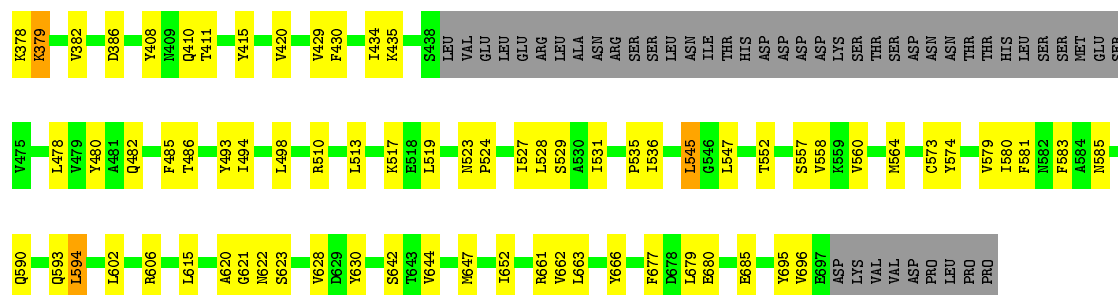 K378 K379 V382 D386 Y408 N409 Q410 T411 Y415 V420 V429 F430 I434 K435 S438 LEU VAL GLU LEU GLU ARG LEU ALA ASN ARG SER SER LEU ASN ILE THR HIS ASP ASP ASP LYS SER THR SER ASP ASN ASN THR THR HIS LEU SER SER MET GLU SER
V475 L478 V479 Y480 A481 Q482 F485 T486 Y493 I494 L498 R510 L513 K517 E518 L519 N523 P524 I527 L528 S529 A530 I531 P535 I536 L545 G546 L547 T552 S557 V558 K559 V560 M564 C573 Y574 V579 I580 F581 N582 F583 A584 N585
Q590 Q593 L594 L602 R606 L615 A620 G621 N622 S623 V628 D629 Y630 S642 T643 V644 M647 I652 R661 V662 L663 Y666 F677 D678 L679 E680 E685 Y695 V696 E697 ASP LYS VAL VAL ASP PRO LEU PRO PRO